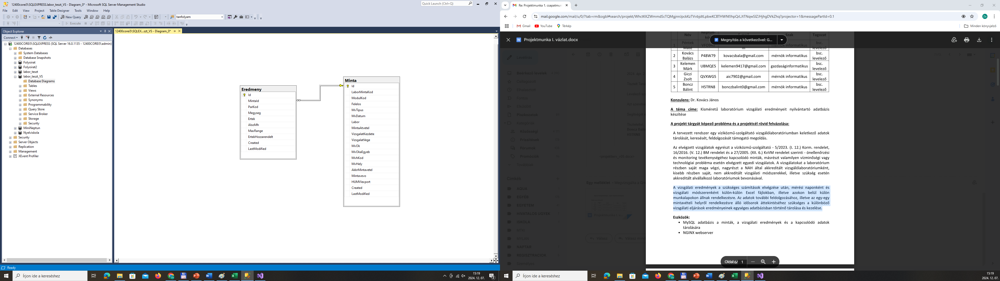 12400corei5\SQLEXPRESS.labor_teszt_VS - Diagram_0* - Microsoft SQL Server Management Studio
Quick Launch (Ctrl+Q)
File Edit View Project Table Designer Tools Window Help
New Query
tanfolyam
Execute
Object Explorer
Connect
12400COREI5\SQLEXPRESS (SQL Server 16.0.1135 - 12400COREI5\admin)
Databases
System Databases
Database Snapshots
Folyoirat
Folyoirat2
labor_teszt
labor_teszt_VS
Database Diagrams
Tables
Views
External Resources
Synonyms
Programmability
Query Store
Service Broker
Storage
Security
MiniNeptun
Nyelviskola
Security
Server Objects
Replication
Management
XEvent Profiler
12400corei5\SQLEX...szt_VS - Diagram_0*
Eredmeny
Id
MintaId
ParKod
Megyseg
Ertek
AlsoMh
MaxRange
ErtekHozzarendelt
Created
LastModified
Minta
Id
LaborMintaKod
ModulKod
Felelos
MvTipus
MvDatum
Labor
MintaAtvetel
VizsgalatKezdete
VizsgalatVege
MvOk
MvOkaEgyeb
MvhKod
MvHely
AkkrMintavetel
Mintavevo
HUMVIexport
Created
LastModified
Ready
Írjon ide a kereséshez
15:19
2024. 12. 07.
2
Re: Projektmunka 1. csapatmun
mail.google.com/mail/u/0/?tab=rm&ogbl#search/projekt/WhctKKZWmmdScTQMgjnnJpckKzTVvbjdtLpbwKCBTHWNfJhpQrLJtTNqwSlZJHjhgDVkZhq?projector=1&messagePartId=0.1
Zs
Gmail YouTube Térkép
Minden könyvjelző
Projektmunka I. vázlat.docx
Megnyitás a következővel: G...
Név Szak Tagozat
1 Péntek Máté mérnök informatikus bsc. levelező
2 Kovács Balázs P48W79 kovacsbala@gmail.com mérnök informatikus bsc. levelező
3 Kelemen Márk UBMQE5 kelemen9417@gmail.com gazdaságinformatikus bsc. levelező
4 Giczi Zsolt QVXWG5 aic7902@gmail.com mérnök informatikus bsc. levelező
5 Boncz Bálint H5TRN8 bonczbalint0@gmail.com mérnök informatikus bsc. levelező
Konzulens: Dr. Kovács János
A téma címe: Kisméretű laboratórium vizsgálati eredményeit nyilvántartó adatbázis
készítése
A projekt tárgyát képező probléma és a projektcél rövid felvázolása:
A tervezett rendszer egy víziközmű-szolgáltató vizsgálólaboratóriumban keletkező adatok
tárolását, keresését, feldolgozását támogató megoldás.
Az elvégzett vizsgálatok egyrészt a víziközmű-szolgáltató - 5/2023. (I. 12.) Korm. rendelet,
16/2016. (V. 12.) BM rendelet és a 27/2005. (XII. 6.) KvVM rendelet szerinti - önellenőrzési
és monitoring tevékenységéhez kapcsolódó minták, másrészt valamilyen vízminőségi vagy
technológiai probléma esetén elvégzett egyedi vizsgálatok. A vizsgálatokat a laboratórium
részben saját maga végzi, nagyrészt a NAH által akkreditált vizsgálólaboratóriumként,
kisebb részben saját, nem akkreditált vizsgálati módszerekkel, illetve szükség esetén
akkreditált alvállalkozó laboratóriumok bevonásával.
A vizsgálati eredmények a szükséges számítások elvégzése után, mérési naponként és
vizsgálati módszerenként külön-külön Excel fájlokban, illetve azokon belül külön
munkalapokon állnak rendelkezésre. Az adatok további feldolgozásához, illetve az egy-egy
mintavételi helyről rendelkezésre álló idősorok áttekintéséhez szükséges a különböző
vizsgálati eljárások eredményeinek egységes adatbázisban történő tárolása és kezelése.
Eszközök:
MySQL adatbázis a minták, a vizsgálati eredmények és a kapcsolódó adatok
tárolására
NGINX webserver
Oldal:6/ 1
Levélírás
Beérkező levelek
Csillagozott
Elhalasztott
Fontos
Elküldött
Piszkozatok
Kategóriák
Közösségi
Frissítések
Fórumok
Promóciók
Továbbiak
Címkék
AQUA
EGYÉB
EGYETEM
HIVATALOS ÜGYEK
ISKOLA
MTKI
MYLAN
NAPTÁR
REGISZTRÁCIÓK
Személyes
Boncz Bálint
H5TRN8
<projektterv_v05.docx>
Egy melléklet
Válasz
Írjon ide a kereséshez
15:19
2024. 12. 07.